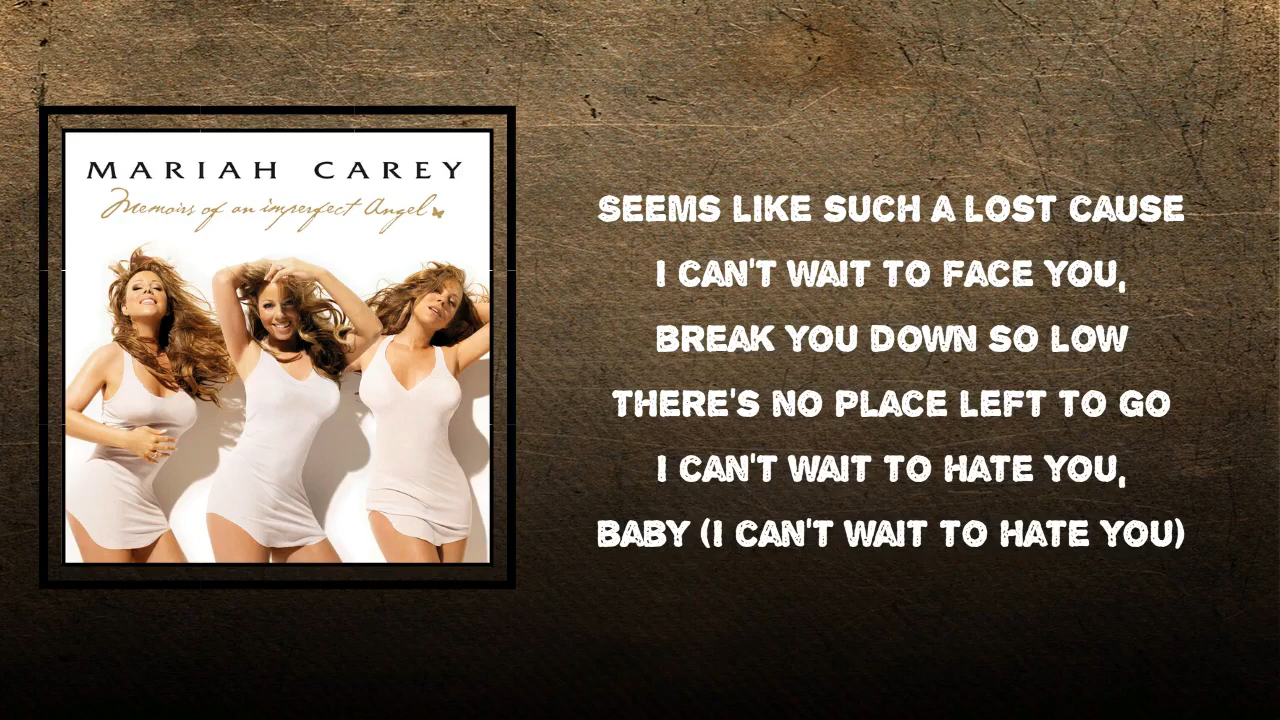 MARIAH CAREY
Memoirs of an imperfect Angel
SEEMS LIKE SUCH A LOST CAUSE
I CAN'T WAIT TO FACE YOU,
BREAK YOU DOWN SO LOW
THERE'S NO PLACE LEFT TO GO
I CAN'T WAIT TO HATE YOU,
BABY (I CAN'T WAIT TO HATE YOU)